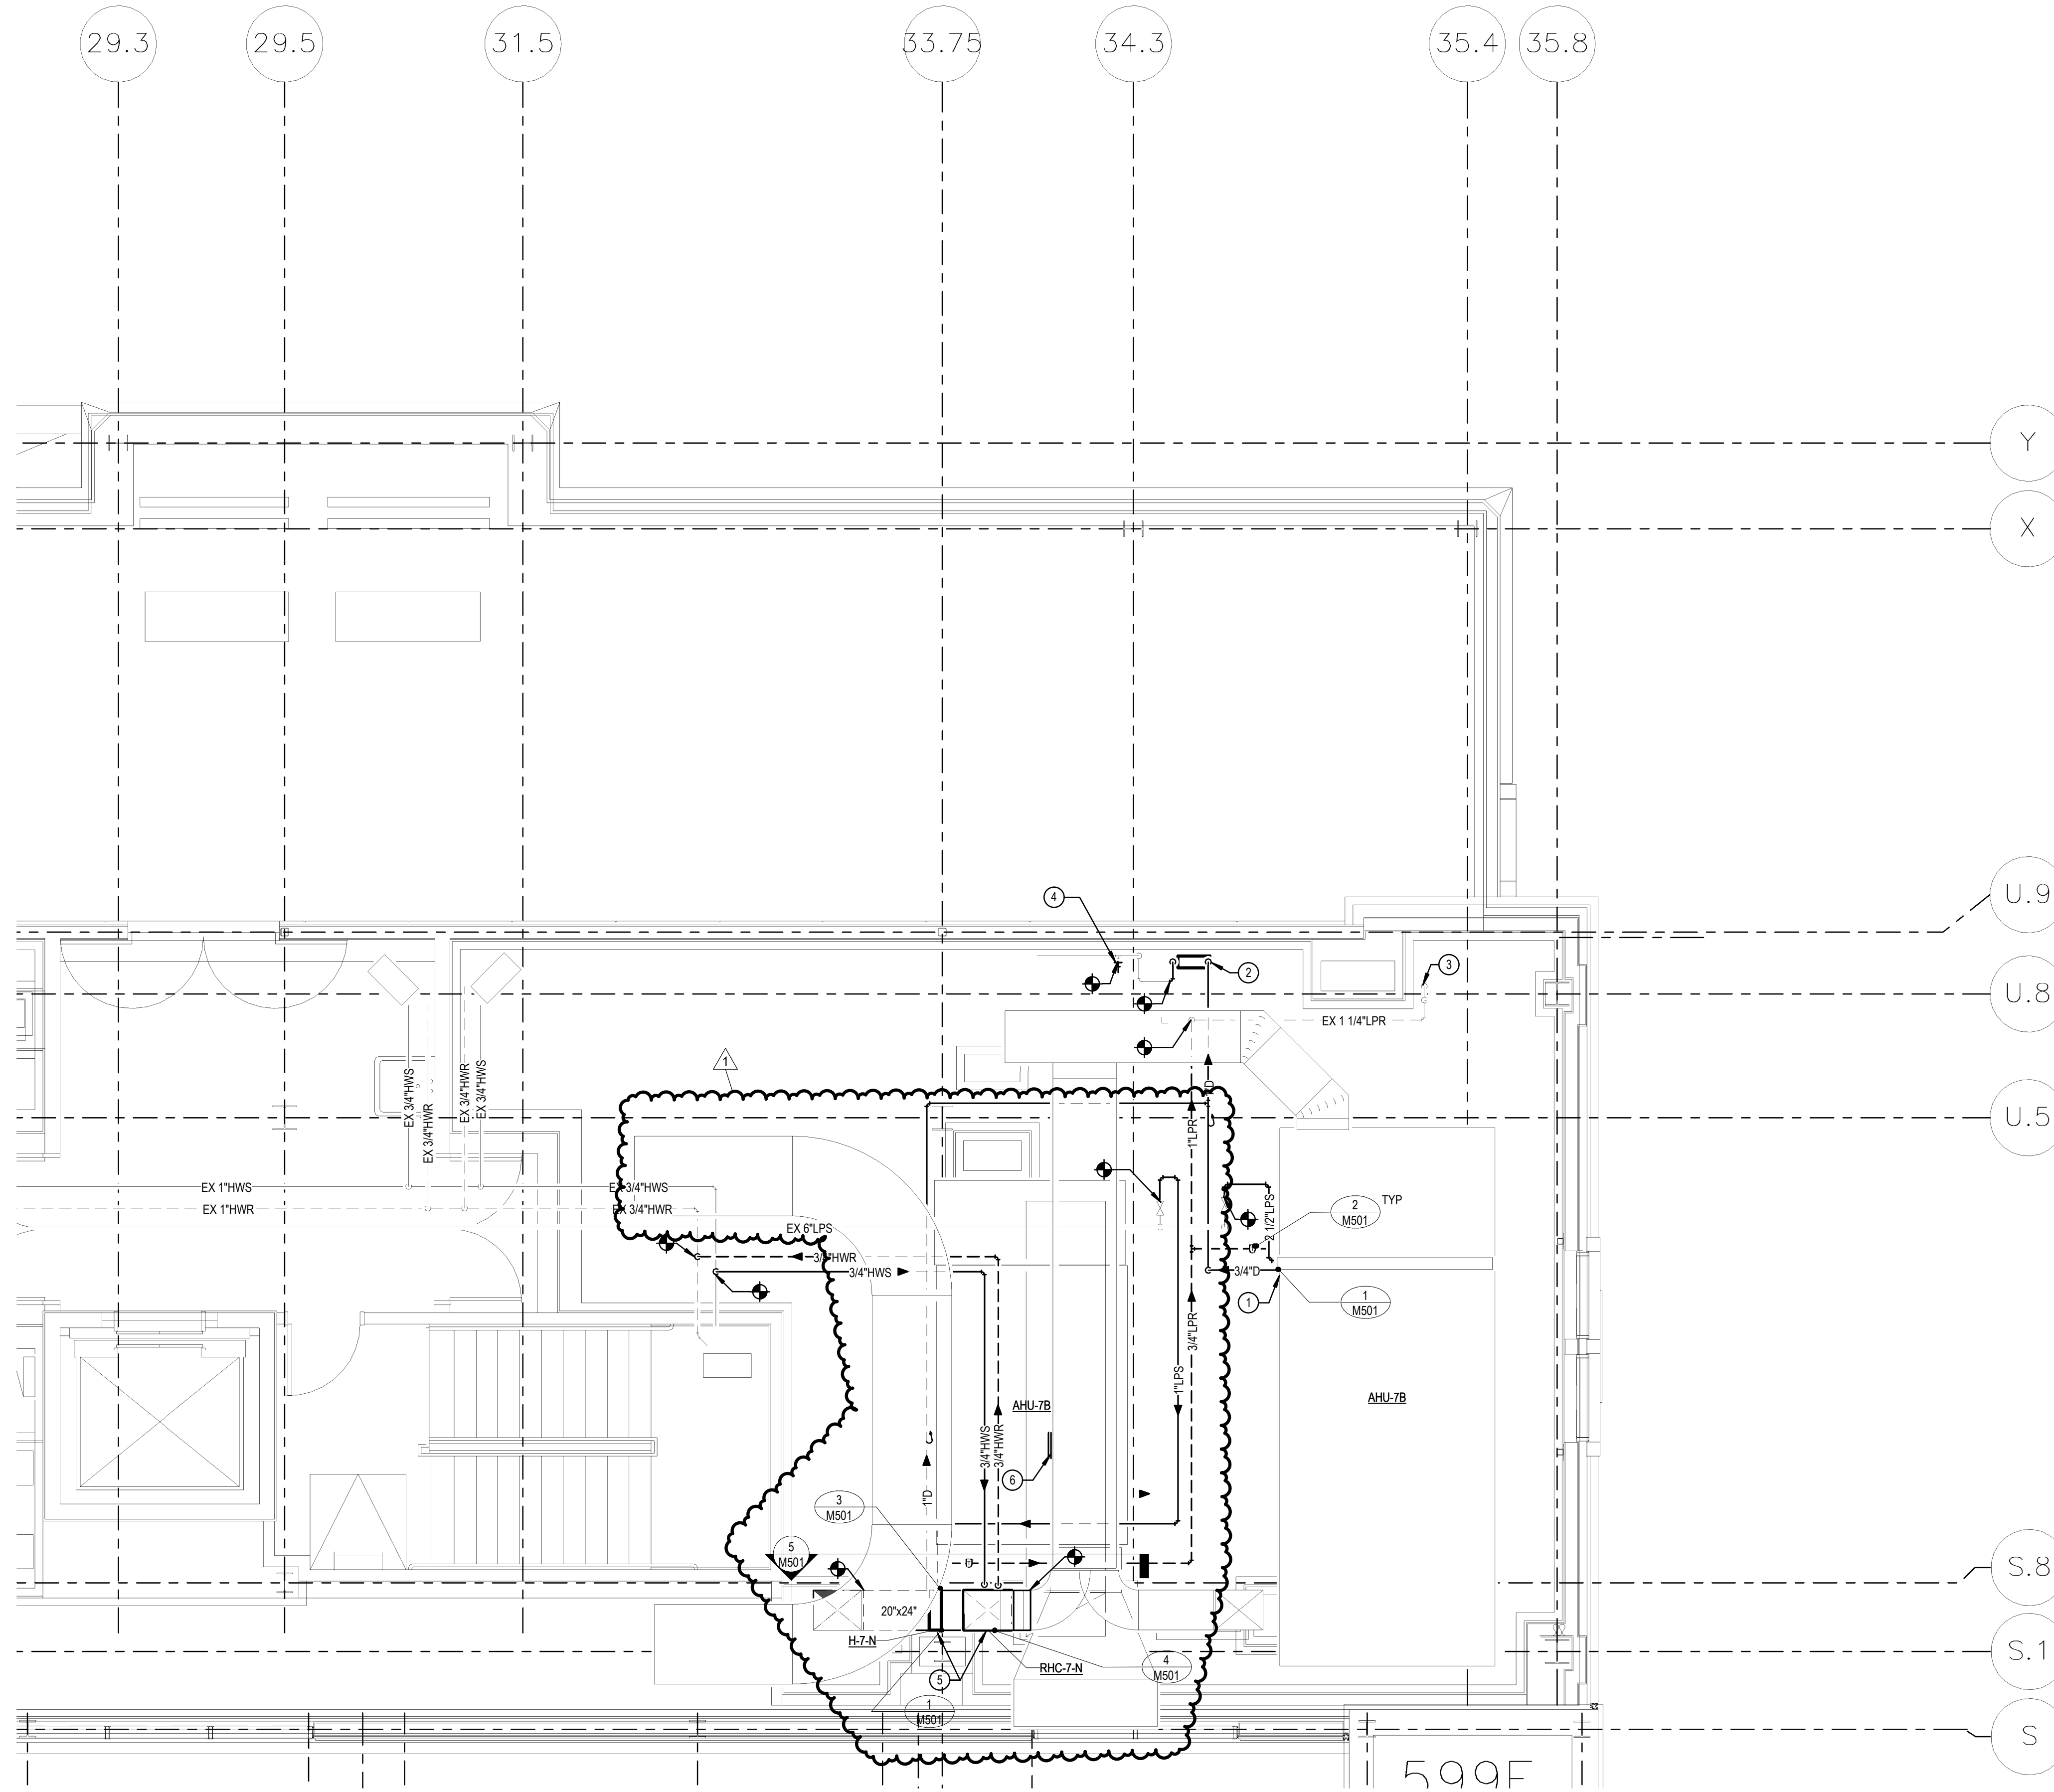 29.3
29.5
31.5
33.75
34.3
35.4
35.8
Y
X
U.9
4
2
3
U.8
EX 1 1/4"LPR
1
EX 3/4"HWS
EX 3/4"HWR
EX 3/4"HWR
EX 3/4"HWS
U.5
1"LPR
EX 1"HWS
EX 3/4"HWS
EX 1"HWR
EX 3/4"HWR
EX 6"LPS
2 1/2"LPS
2
M501
TYP
3/4"HWR
3/4"HWS
3/4"D
1
1
M501
3/4"LPR
1"LPS
AHU-7B
AHU-7B
3/4"HWS
3/4"HWR
6
1"D
3
M501
5
M501
S.8
20"x24"
H-7-N
RHC-7-N
4
M501
5
S.1
1
M501
S
599F